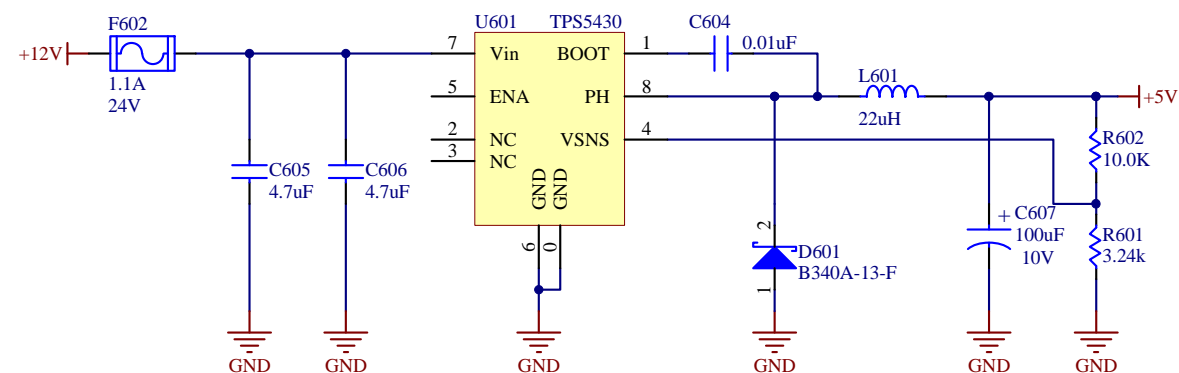 F602
+12V
1.1A
24V
C605
4.7uF
C606
4.7uF
U601 TPS5430
7 Vin
5 ENA
2 NC
3 NC
BOOT 1
PH 8
VSNS 4
GND
GND
6
0
C604
0.01uF
L601
22uH
+5V
2
D601
B340A-13-F
1
+ C607
100uF
10V
R602
10.0K
R601
3.24k
GND
GND
GND
GND
GND
GND